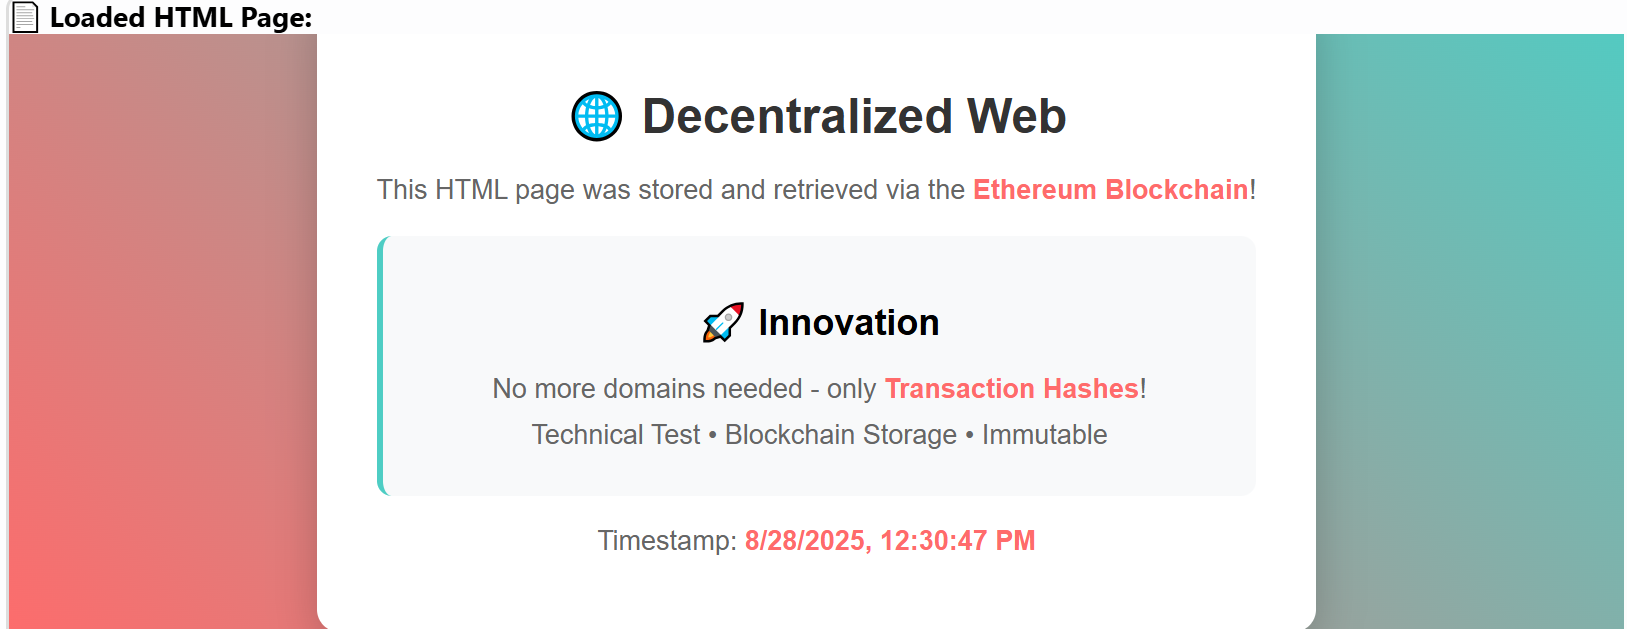 Loaded HTML Page:
Decentralized Web
This HTML page was stored and retrieved via the Ethereum Blockchain!
Innovation
No more domains needed - only Transaction Hashes!
Technical Test • Blockchain Storage • Immutable
Timestamp: 8/28/2025, 12:30:47 PM